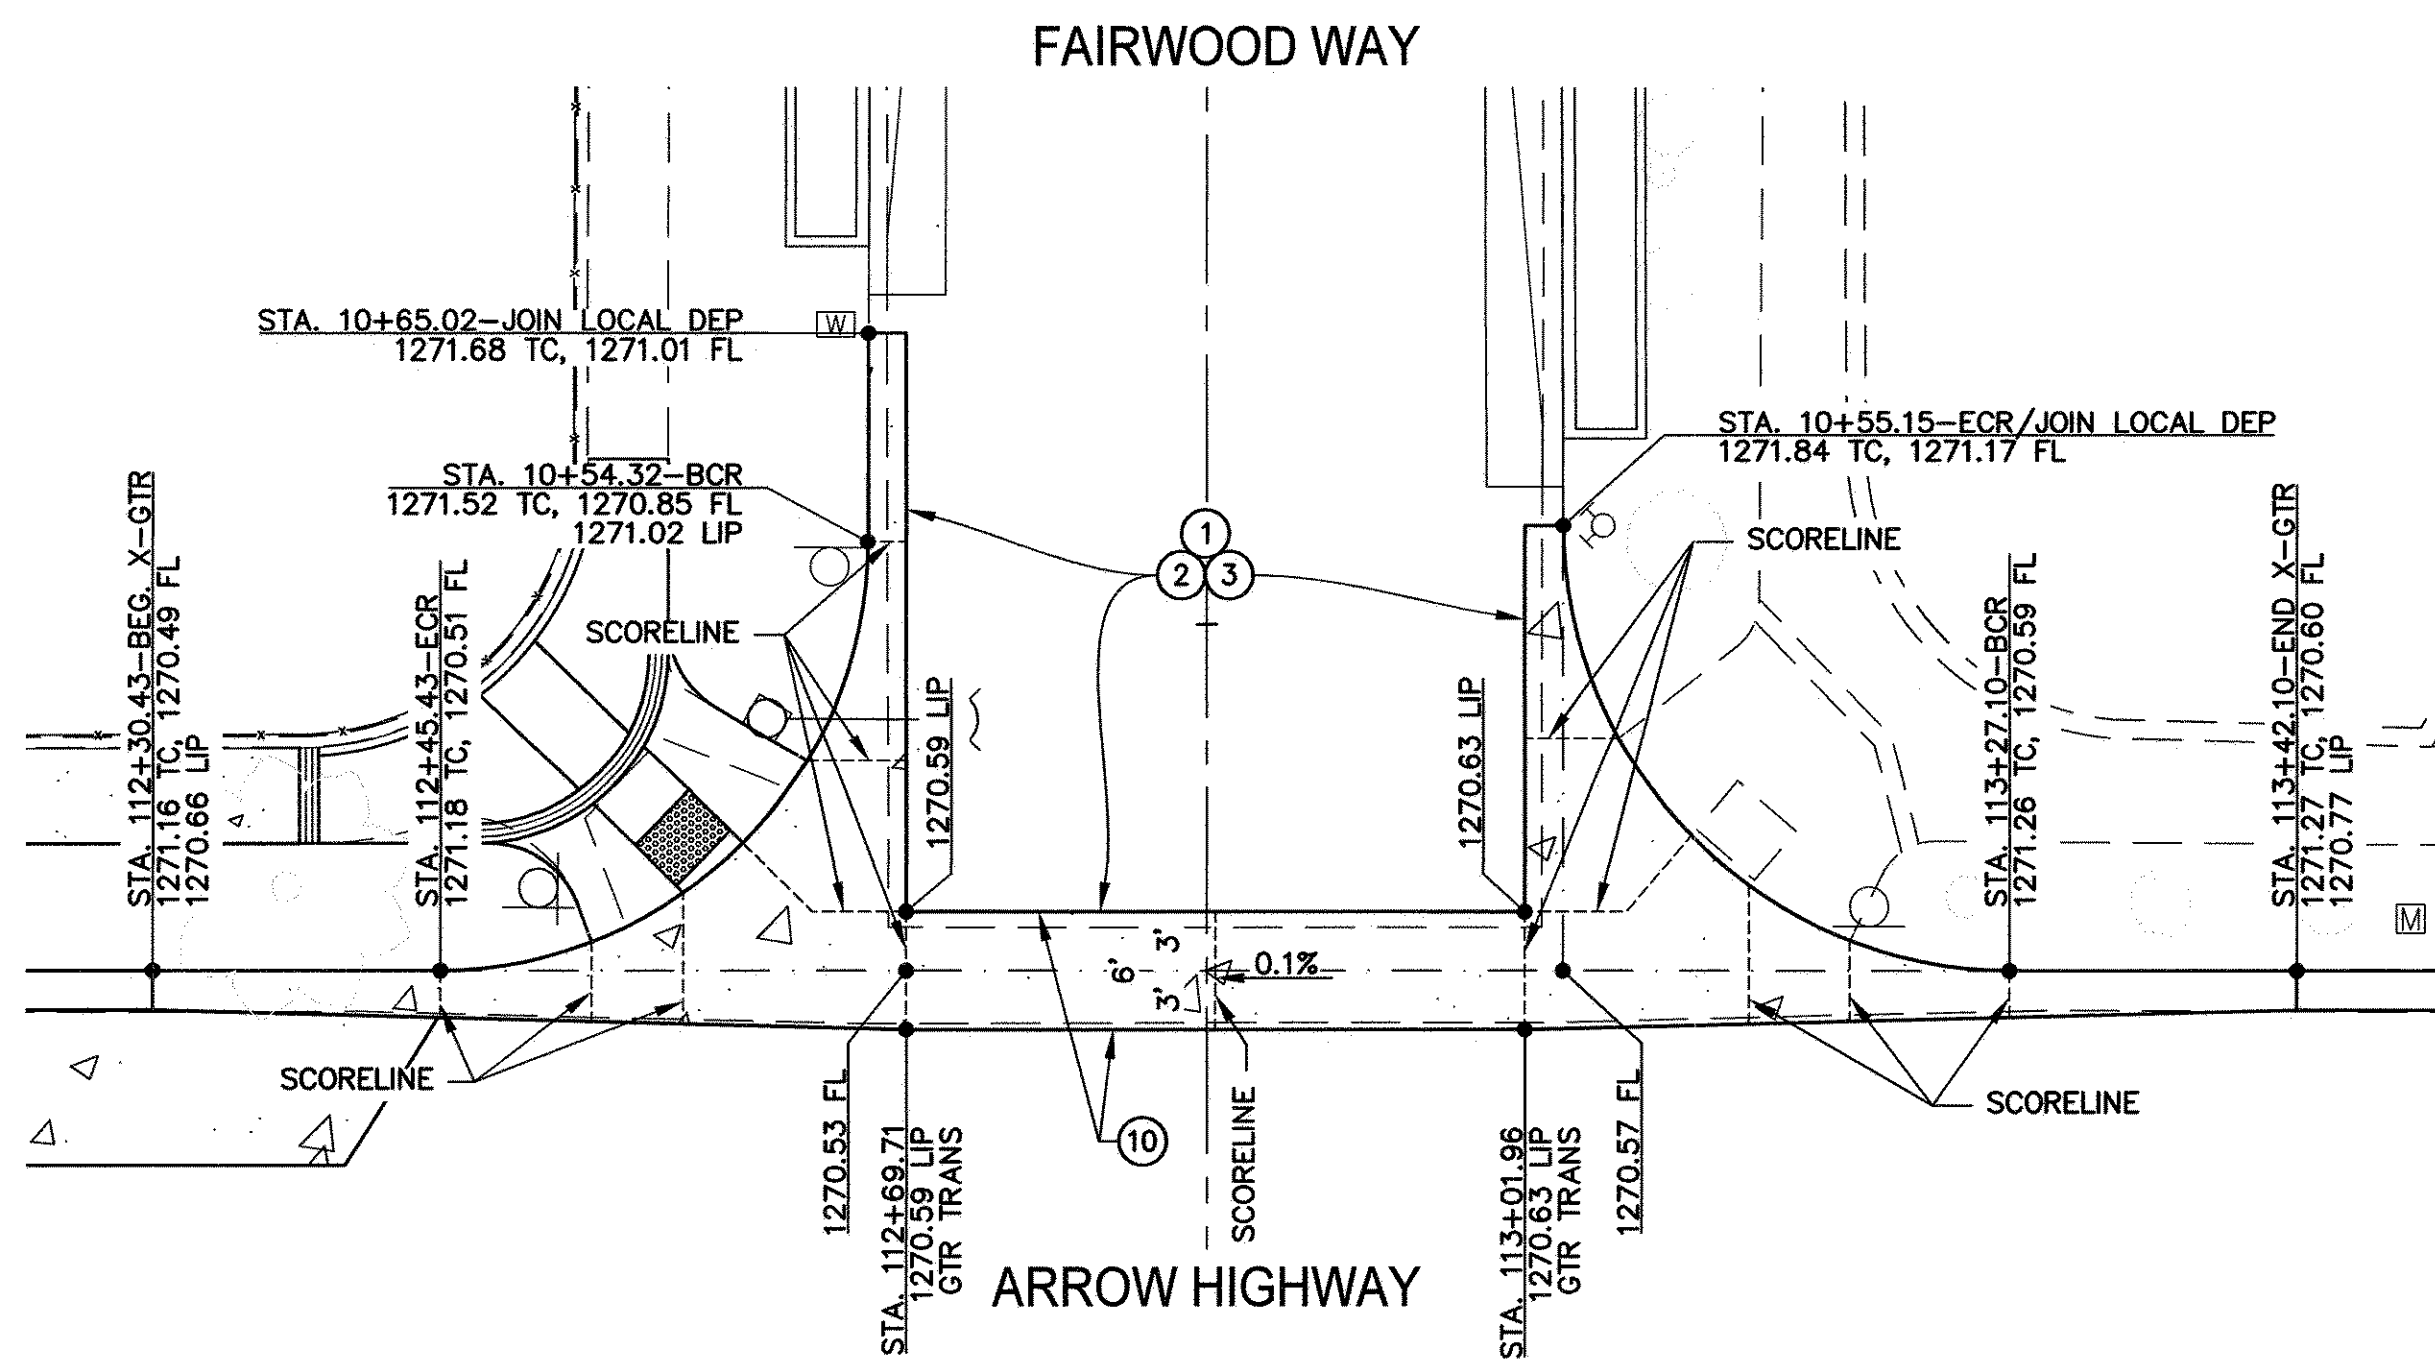 FAIRWOOD WAY
STA. 10+65.02-JOIN LOCAL DEP
1271.68 TC, 1271.01 FL
W
STA. 10+54.32-BCR
1271.52 TC, 1270.85 FL
1271.02 LIP
STA. 10+55.15-ECR/JOIN LOCAL DEP
1271.84 TC, 1271.17 FL
1
2
3
SCORELINE
SCORELINE
STA. 112+30.43-BEG. X-GTR
1271.16 TC, 1270.49 FL
1270.66 LIP
STA. 112+45.43-ECR
1271.18 TC, 1270.51 FL
1270.59 LIP
1270.63 LIP
STA. 113+27.10-BCR
1271.26 TC, 1270.59 FL
STA. 113+42.10-END X-GTR
1271.27 TC, 1270.60 FL
1270.77 LIP
M
3'
6'
3'
0.1%
SCORELINE
SCORELINE
SCORELINE
10
1270.53 FL
STA. 112+69.71
1270.59 LIP
GTR TRANS
STA. 113+01.96
1270.63 LIP
GTR TRANS
1270.57 FL
ARROW HIGHWAY